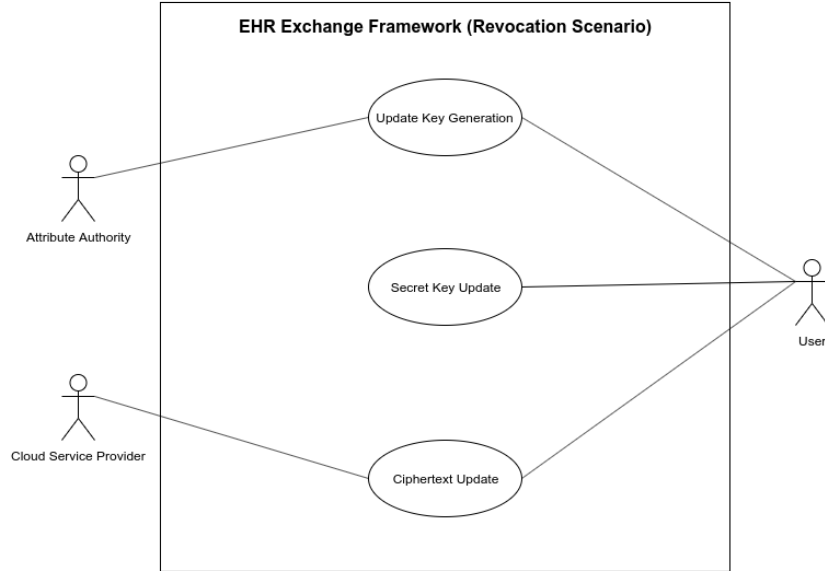 EHR Exchange Framework (Revocation Scenario)
Update Key Generation
Attribute Authority
Secret Key Update
User
Cloud Service Provider
Ciphertext Update